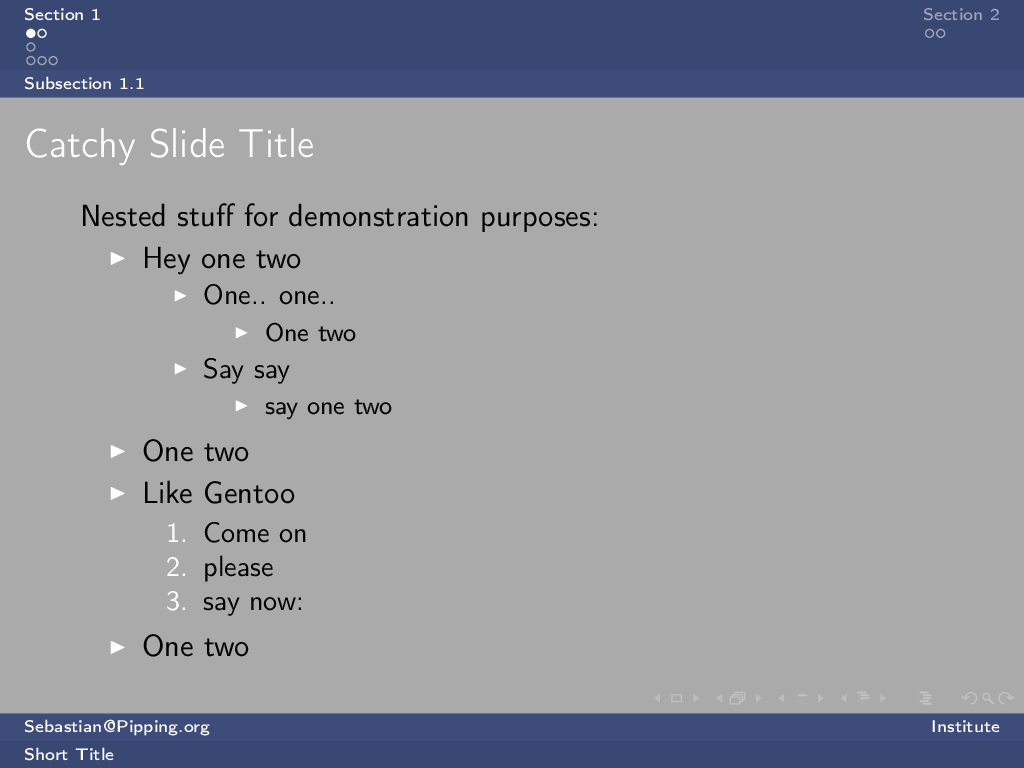 Section 1
Section 2
Subsection 1.1
Catchy Slide Title
Nested stuff for demonstration purposes:
Hey one two
One.. one..
One two
Say say
say one two
One two
Like Gentoo
1. Come on
2. please
3. say now:
One two
Sebastian@Pipping.org
Institute
Short Title